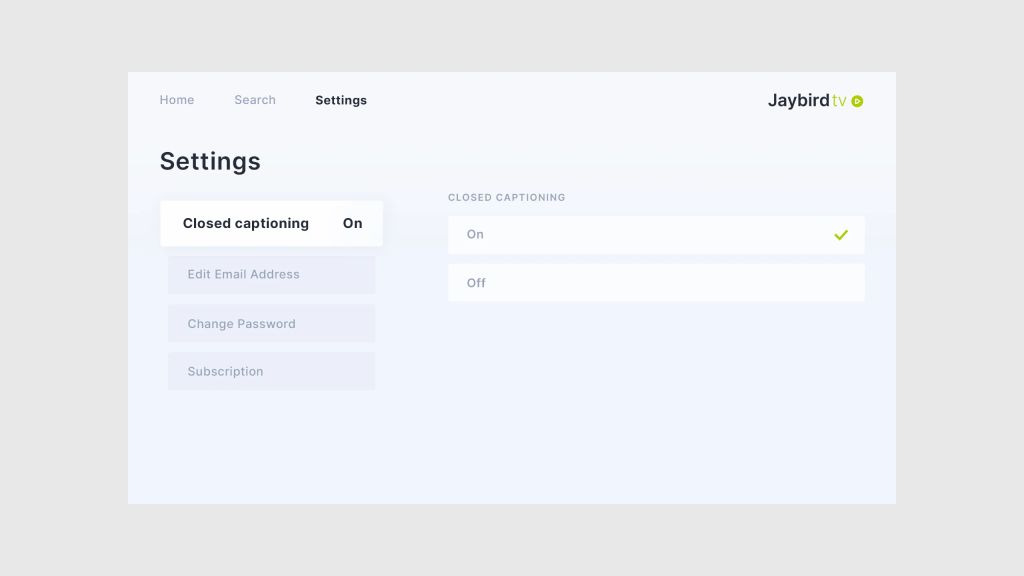 Home Search Settings
Jaybird tv
Settings
Closed captioning On
Edit Email Address
Change Password
Subscription
CLOSED CAPTIONING
On
Off